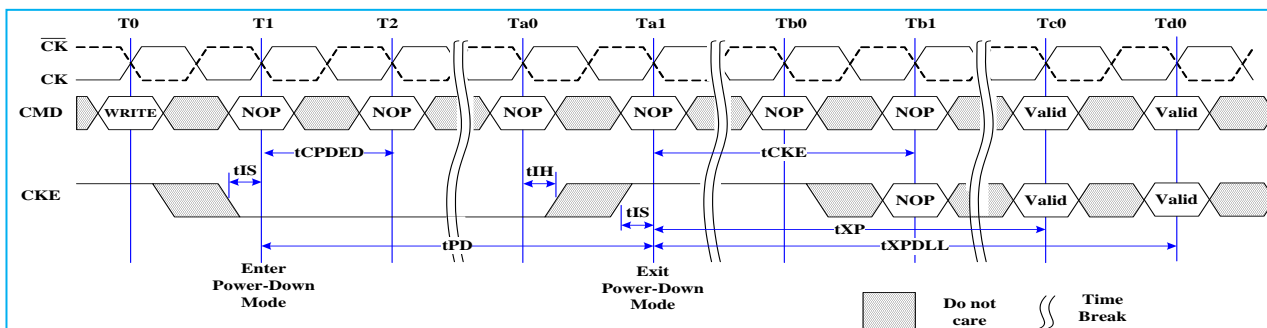 T0 T1 T2 Ta0 Ta1 Tb0 Tb1 Tc0 Td0
CK
CK
CMD WRITE NOP NOP NOP NOP NOP NOP Valid Valid
tCPDED tCKE
tIS tIH
CKE NOP Valid Valid
tIS
tXP
tPD tXPDLL
Enter Power-Down Mode
Exit Power-Down Mode
Do not care
Time Break